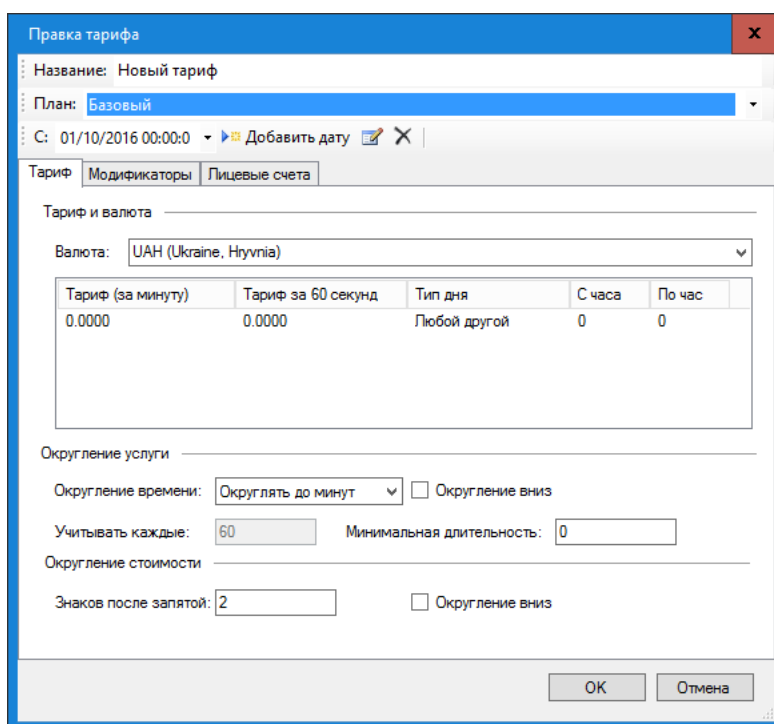 Правка тарифа
Название: Новый тариф
План: Базовый
С: 01/10/2016 00:00:0 Добавить дату
Тариф Модификаторы Лицевые счета
Тариф и валюта
Валюта: UAH (Ukraine, Hryvnia)
Тариф (за минуту) Тариф за 60 секунд Тип дня С часа По час
0.0000 0.0000 Любой другой 0 0
Округление услуги
Округление времени: Округлять до минут Округление вниз
Учитывать каждые: 60 Минимальная длительность: 0
Округление стоимости
Знаков после запятой: 2 Округление вниз
OK Отмена